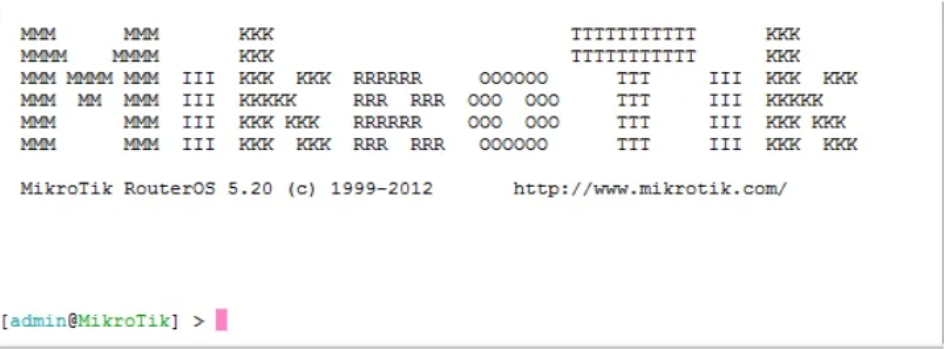 MMM      MMM       KKK                          TTTTTTTTTTT      KKK
MMMM    MMMM       KKK                          TTTTTTTTTTT      KKK
MMM MMMM MMM  III  KKK  KKK  RRRRRR     OOOOOO      TTT     III  KKK  KKK
MMM  MM  MMM  III  KKKKK     RRR  RRR  OOO  OOO     TTT     III  KKKKK
MMM      MMM  III  KKK KKK   RRRRRR    OOO  OOO     TTT     III  KKK KKK
MMM      MMM  III  KKK  KKK  RRR  RRR   OOOOOO      TTT     III  KKK  KKK
MikroTik RouterOS 5.20 (c) 1999-2012       http://www.mikrotik.com/
[admin@MikroTik] >